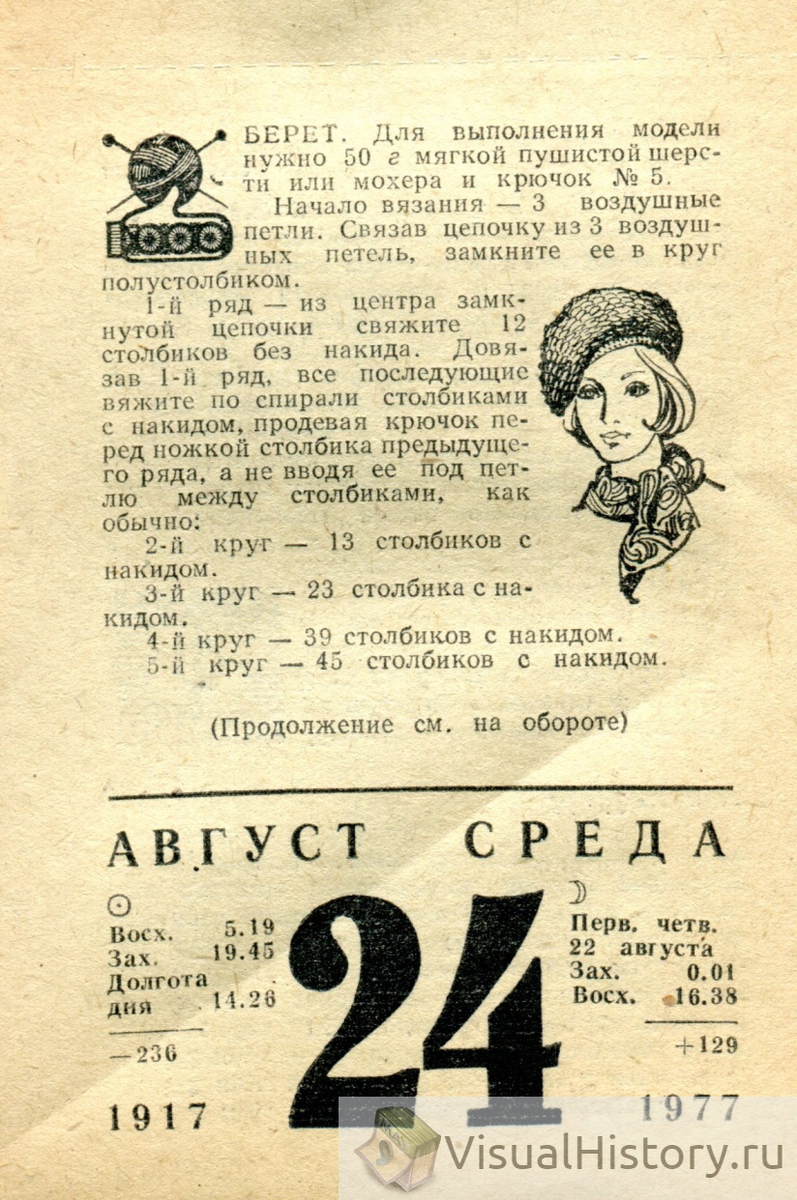 БЕРЕТ. Для выполнения модели
нужно 50 г мягкой пушистой шерс-
ти или мохера и крючок № 5.
Начало вязания — 3 воздушные
петли. Связав цепочку из 3 воздуш-
ных петель, замкните ее в круг
полустолбиком.
1-й ряд — из центра замк-
нутой цепочки свяжите 12
столбиков без накида. Довя-
зав 1-й ряд, все последующие
вяжите по спирали столбиками
с накидом, продевая крючок пе-
ред ножкой столбика предыдуще-
го ряда, а не вводя ее под пет-
лю между столбиками, как
обычно:
2-й круг — 13 столбиков с
накидом.
3-й круг — 23 столбика с на-
кидом.
4-й круг — 39 столбиков с накидом.
5-й круг — 45 столбиков с накидом.
(Продолжение см. на обороте)
АВГУСТ СРЕДА
24
Восх. 5.19
Зах. 19.45
Долгота
дня 14.26
—236
Перв. четв.
22 августа
Зах. 0.01
Восх. 16.38
+129
1917
1977
VisualHistory.ru